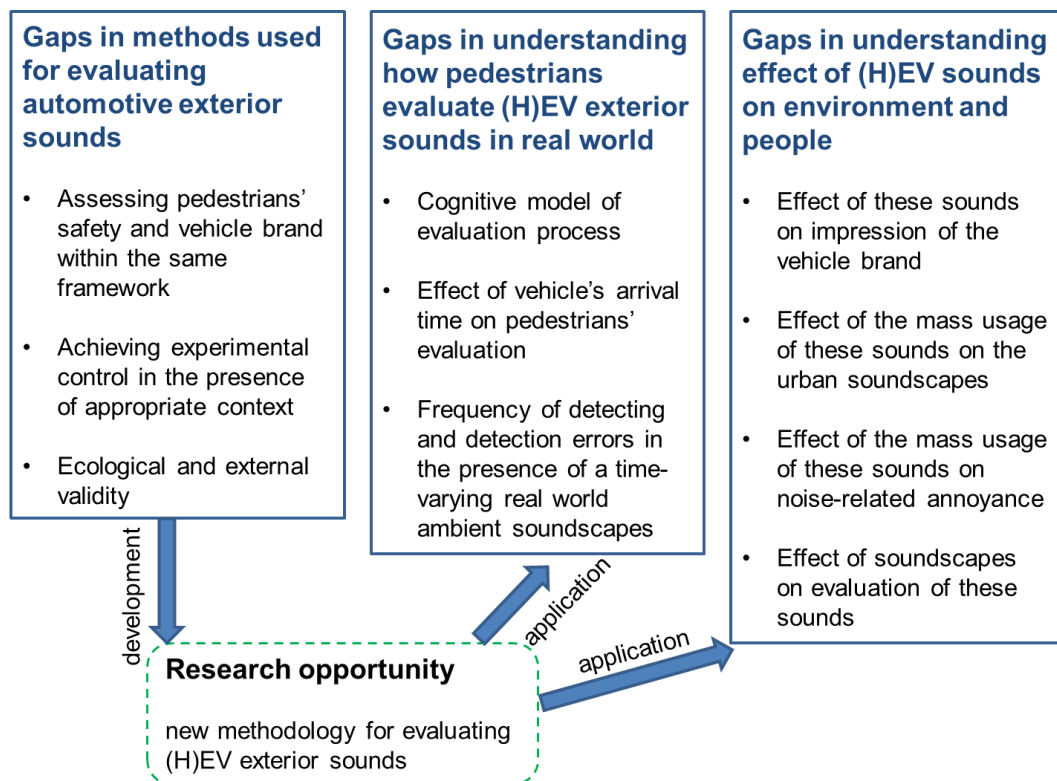 Gaps in methods used
for evaluating
automotive exterior
sounds
• Assessing pedestrians’
safety and vehicle brand
within the same
framework
• Achieving experimental
control in the presence
of appropriate context
• Ecological and external
validity
Gaps in understanding
how pedestrians
evaluate (H)EV exterior
sounds in real world
• Cognitive model of
evaluation process
• Effect of vehicle’s arrival
time on pedestrians’
evaluation
• Frequency of detecting
and detection errors in
the presence of a time-
varying real world
ambient soundscapes
Gaps in understanding
effect of (H)EV sounds
on environment and
people
• Effect of these sounds
on impression of the
vehicle brand
• Effect of the mass usage
of these sounds on the
urban soundscapes
• Effect of the mass usage
of these sounds on
noise-related annoyance
• Effect of soundscapes
on evaluation of these
sounds
development
application
application
Research opportunity
new methodology for evaluating
(H)EV exterior sounds